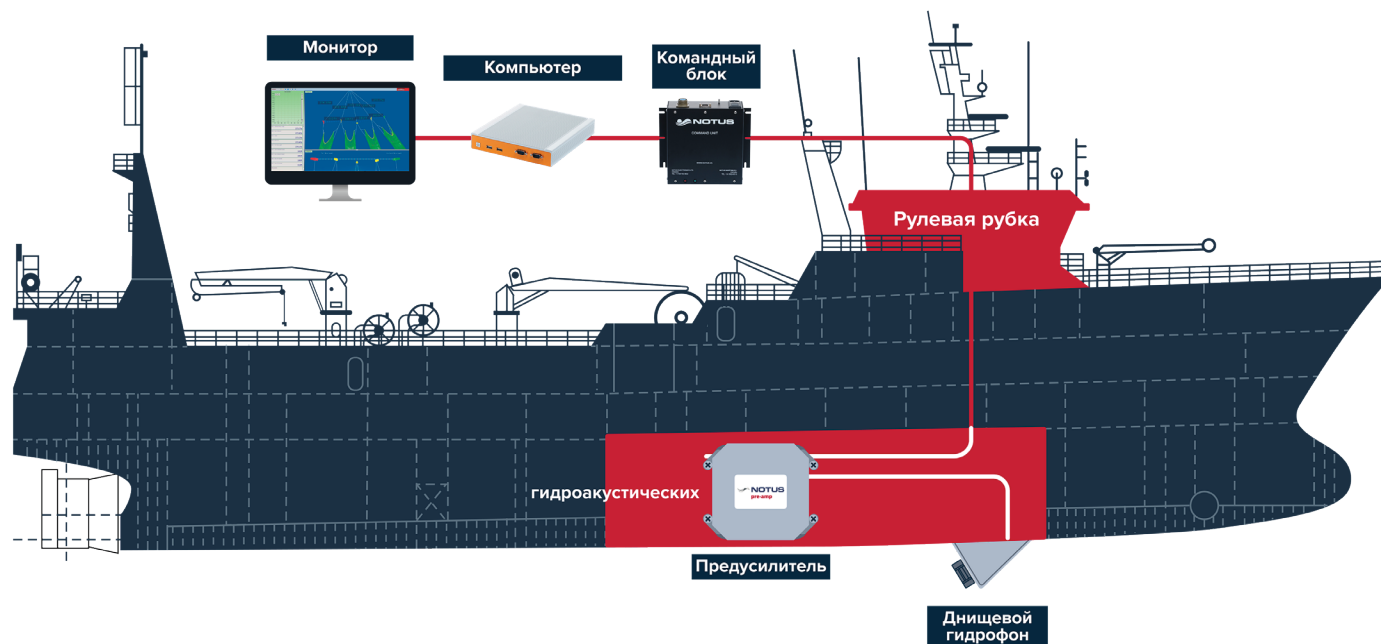 Монитор
Компьютер
Командный
блок
NOTUS
COMMAND UNIT
Рулевая рубка
гидроакустических
NOTUS
pre-amp
Предусилитель
Днищевой
гидрофон